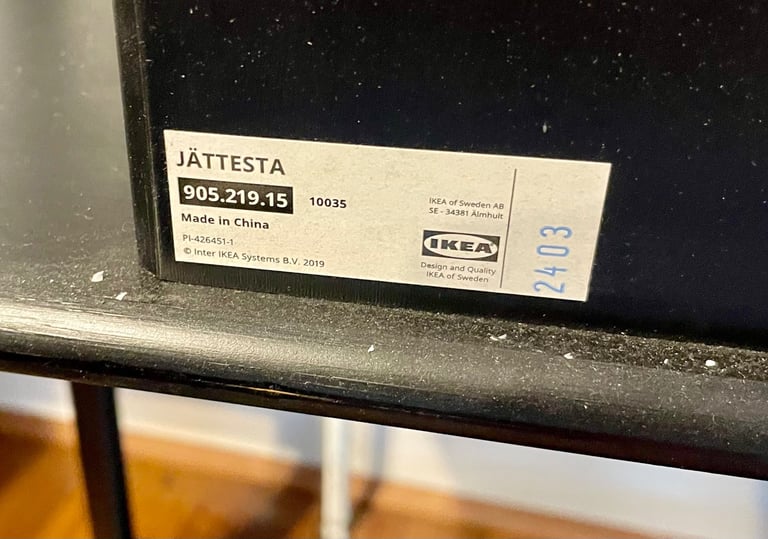 JÄTTESTA
905.219.15 10035
Made in China
PI-426451-1
© Inter IKEA Systems B.V. 2019
IKEA of Sweden AB
SE - 34381 Älmhult
IKEA
Design and Quality
IKEA of Sweden
2403